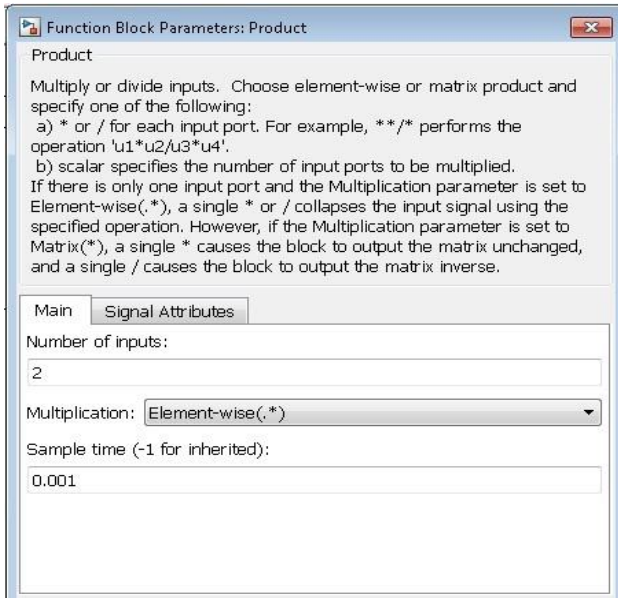 Function Block Parameters: Product
Product
Multiply or divide inputs.  Choose element-wise or matrix product and
specify one of the following:
a) * or / for each input port. For example, **/* performs the
operation 'u1*u2/u3*u4'.
b) scalar specifies the number of input ports to be multiplied.
If there is only one input port and the Multiplication parameter is set to
Element-wise(.*), a single * or / collapses the input signal using the
specified operation. However, if the Multiplication parameter is set to
Matrix(*), a single * causes the block to output the matrix unchanged,
and a single / causes the block to output the matrix inverse.
Main Signal Attributes
Number of inputs:
2
Multiplication: Element-wise(.*)
Sample time (-1 for inherited):
0.001